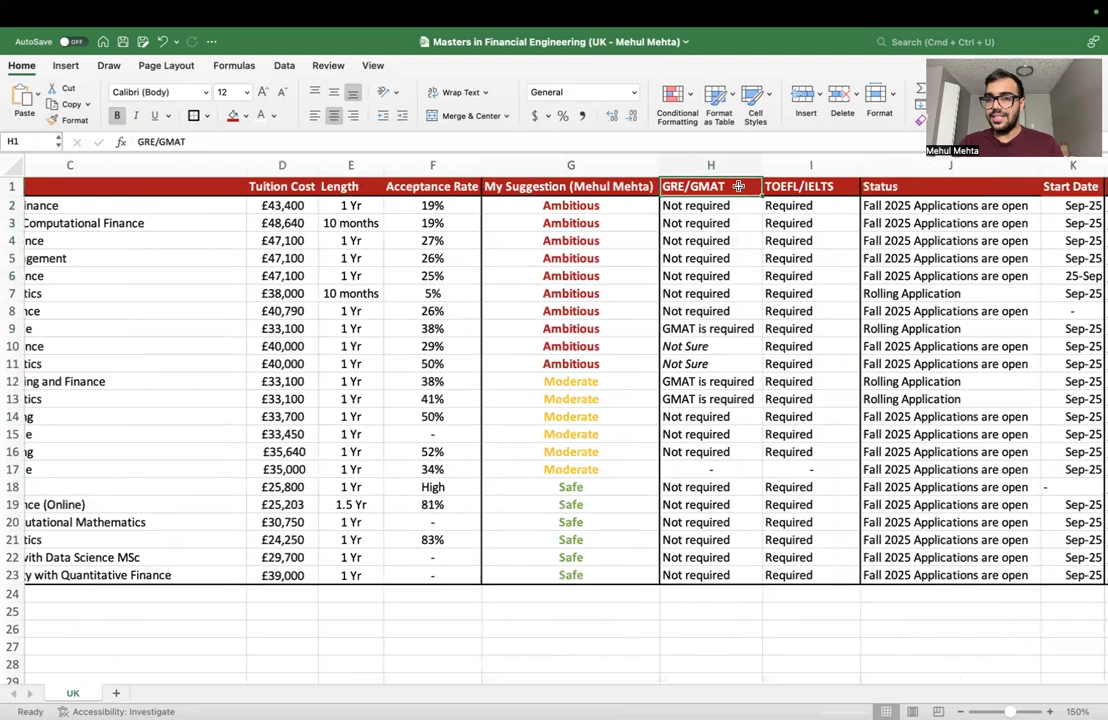 AutoSave OFF Masters in Financial Engineering (UK - Mehul Mehta) Search (Cmd + Ctrl + U)
Home Insert Draw Page Layout Formulas Data Review View
Paste Cut Copy Format Calibri (Body) 12 B I U A Wrap Text Merge & Center General $ % Conditional Formatting Format as Table Cell Styles Insert Delete Format
Mehul Mehta
H1 fx GRE/GMAT
C D E F G H I J K
1 Tuition Cost Length Acceptance Rate My Suggestion (Mehul Mehta) GRE/GMAT TOEFL/IELTS Status Start Date
2 inance £43,400 1 Yr 19% Ambitious Not required Required Fall 2025 Applications are open Sep-25
3 Computational Finance £48,640 10 months 19% Ambitious Not required Required Fall 2025 Applications are open Sep-25
4 nce £47,100 1 Yr 27% Ambitious Not required Required Fall 2025 Applications are open Sep-25
5 gement £47,100 1 Yr 26% Ambitious Not required Required Fall 2025 Applications are open Sep-25
6 nce £47,100 1 Yr 25% Ambitious Not required Required Fall 2025 Applications are open 25-Sep
7 tics £38,000 10 months 5% Ambitious Not required Required Rolling Application Sep-25
8 nce £40,790 1 Yr 26% Ambitious Not required Required Fall 2025 Applications are open -
9 e £33,100 1 Yr 38% Ambitious GMAT is required Required Rolling Application Sep-25
10 £40,000 1 Yr 29% Ambitious Not Sure Required Fall 2025 Applications are open Sep-25
11 tics £40,000 1 Yr 50% Ambitious Not Sure Required Fall 2025 Applications are open Sep-25
12 ing and Finance £33,100 1 Yr 38% Moderate GMAT is required Required Rolling Application Sep-25
13 tics £33,100 1 Yr 41% Moderate GMAT is required Required Rolling Application Sep-25
14 ng £33,700 1 Yr 50% Moderate Not required Required Fall 2025 Applications are open Sep-25
15 e £33,450 1 Yr - Moderate Not required Required Fall 2025 Applications are open Sep-25
16 ng £35,640 1 Yr 52% Moderate Not required Required Fall 2025 Applications are open Sep-25
17 e £35,000 1 Yr 34% Moderate - - Fall 2025 Applications are open Sep-25
18 £25,800 1 Yr High Safe Not required Required Fall 2025 Applications are open -
19 nce (Online) £25,203 1.5 Yr 81% Safe Not required Required Fall 2025 Applications are open Sep-25
20 utational Mathematics £30,750 1 Yr - Safe Not required Required Fall 2025 Applications are open Sep-25
21 tics £24,250 1 Yr 83% Safe Not required Required Fall 2025 Applications are open Sep-25
22 with Data Science MSc £29,700 1 Yr - Safe Not required Required Fall 2025 Applications are open Sep-25
23 y with Quantitative Finance £39,000 1 Yr - Safe Not required Required Fall 2025 Applications are open Sep-25
24
25
26
27
28
29
UK
Ready Accessibility: Investigate 150%